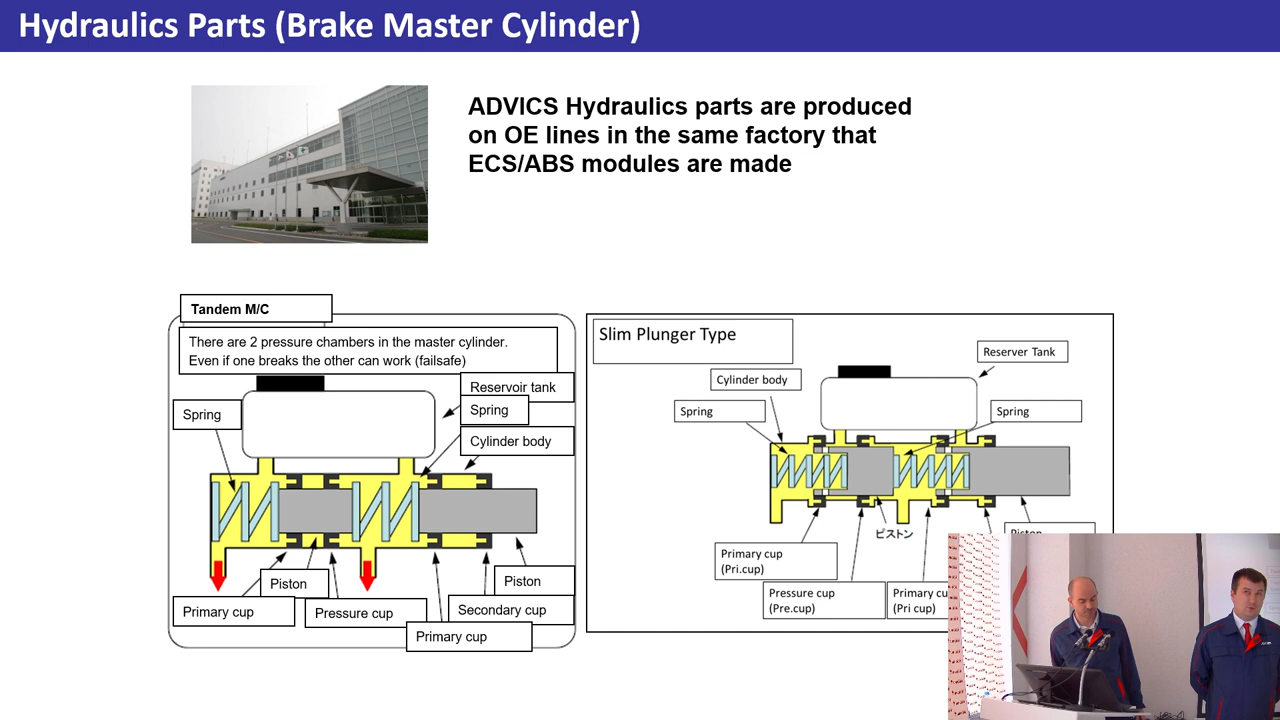 Hydraulics Parts (Brake Master Cylinder)
ADVICS Hydraulics parts are produced
on OE lines in the same factory that
ECS/ABS modules are made
Tandem M/C
There are 2 pressure chambers in the master cylinder.
Even if one breaks the other can work (failsafe)
Reservoir tank
Spring
Spring
Cylinder body
Piston
Piston
Primary cup
Pressure cup
Secondary cup
Primary cup
Slim Plunger Type
Reserver Tank
Cylinder body
Spring
Spring
ピストン
Piston
Primary cup
(Pri.cup)
Pressure cup
(Pre.cup)
Primary cu
(Pri cup)